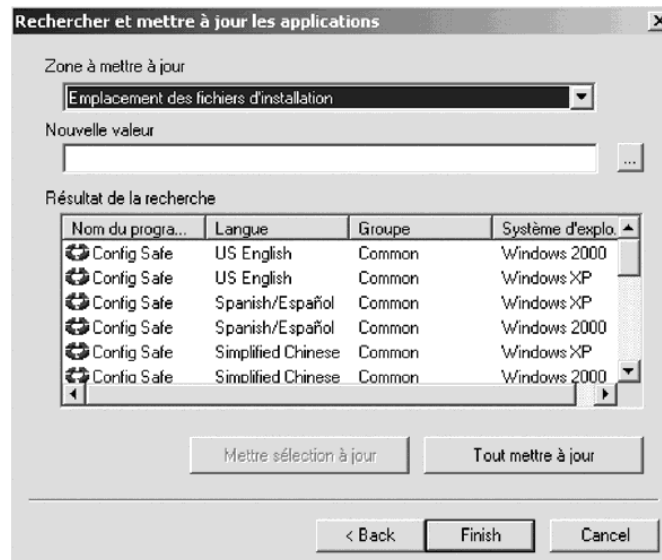 Rechercher et mettre à jour les applications
Zone à mettre à jour
Emplacement des fichiers d'installation
Nouvelle valeur
...
Résultat de la recherche
Nom du progra... Langue Groupe Système d'explo.
Config Safe US English Common Windows 2000
Config Safe US English Common Windows XP
Config Safe Spanish/Español Common Windows XP
Config Safe Spanish/Español Common Windows 2000
Config Safe Simplified Chinese Common Windows XP
Config Safe Simplified Chinese Common Windows 2000
Mettre sélection à jour Tout mettre à jour
< Back Finish Cancel